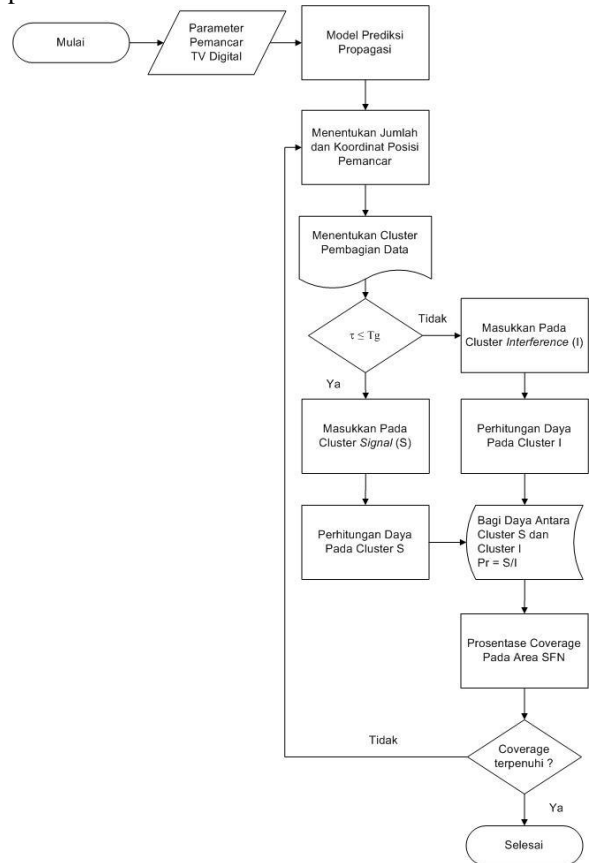 Mulai
Parameter
Pemancar
TV Digital
Model Prediksi
Propagasi
Menentukan Jumlah
dan Koordinat Posisi
Pemancar
Menentukan Cluster
Pembagian Data
τ ≤ Tg
Tidak
Masukkan Pada
Cluster Interference (I)
Ya
Masukkan Pada
Cluster Signal (S)
Perhitungan Daya
Pada Cluster I
Perhitungan Daya
Pada Cluster S
Bagi Daya Antara
Cluster S dan
Cluster I
Pr = S/I
Prosentase Coverage
Pada Area SFN
Tidak
Coverage
terpenuhi ?
Ya
Selesai